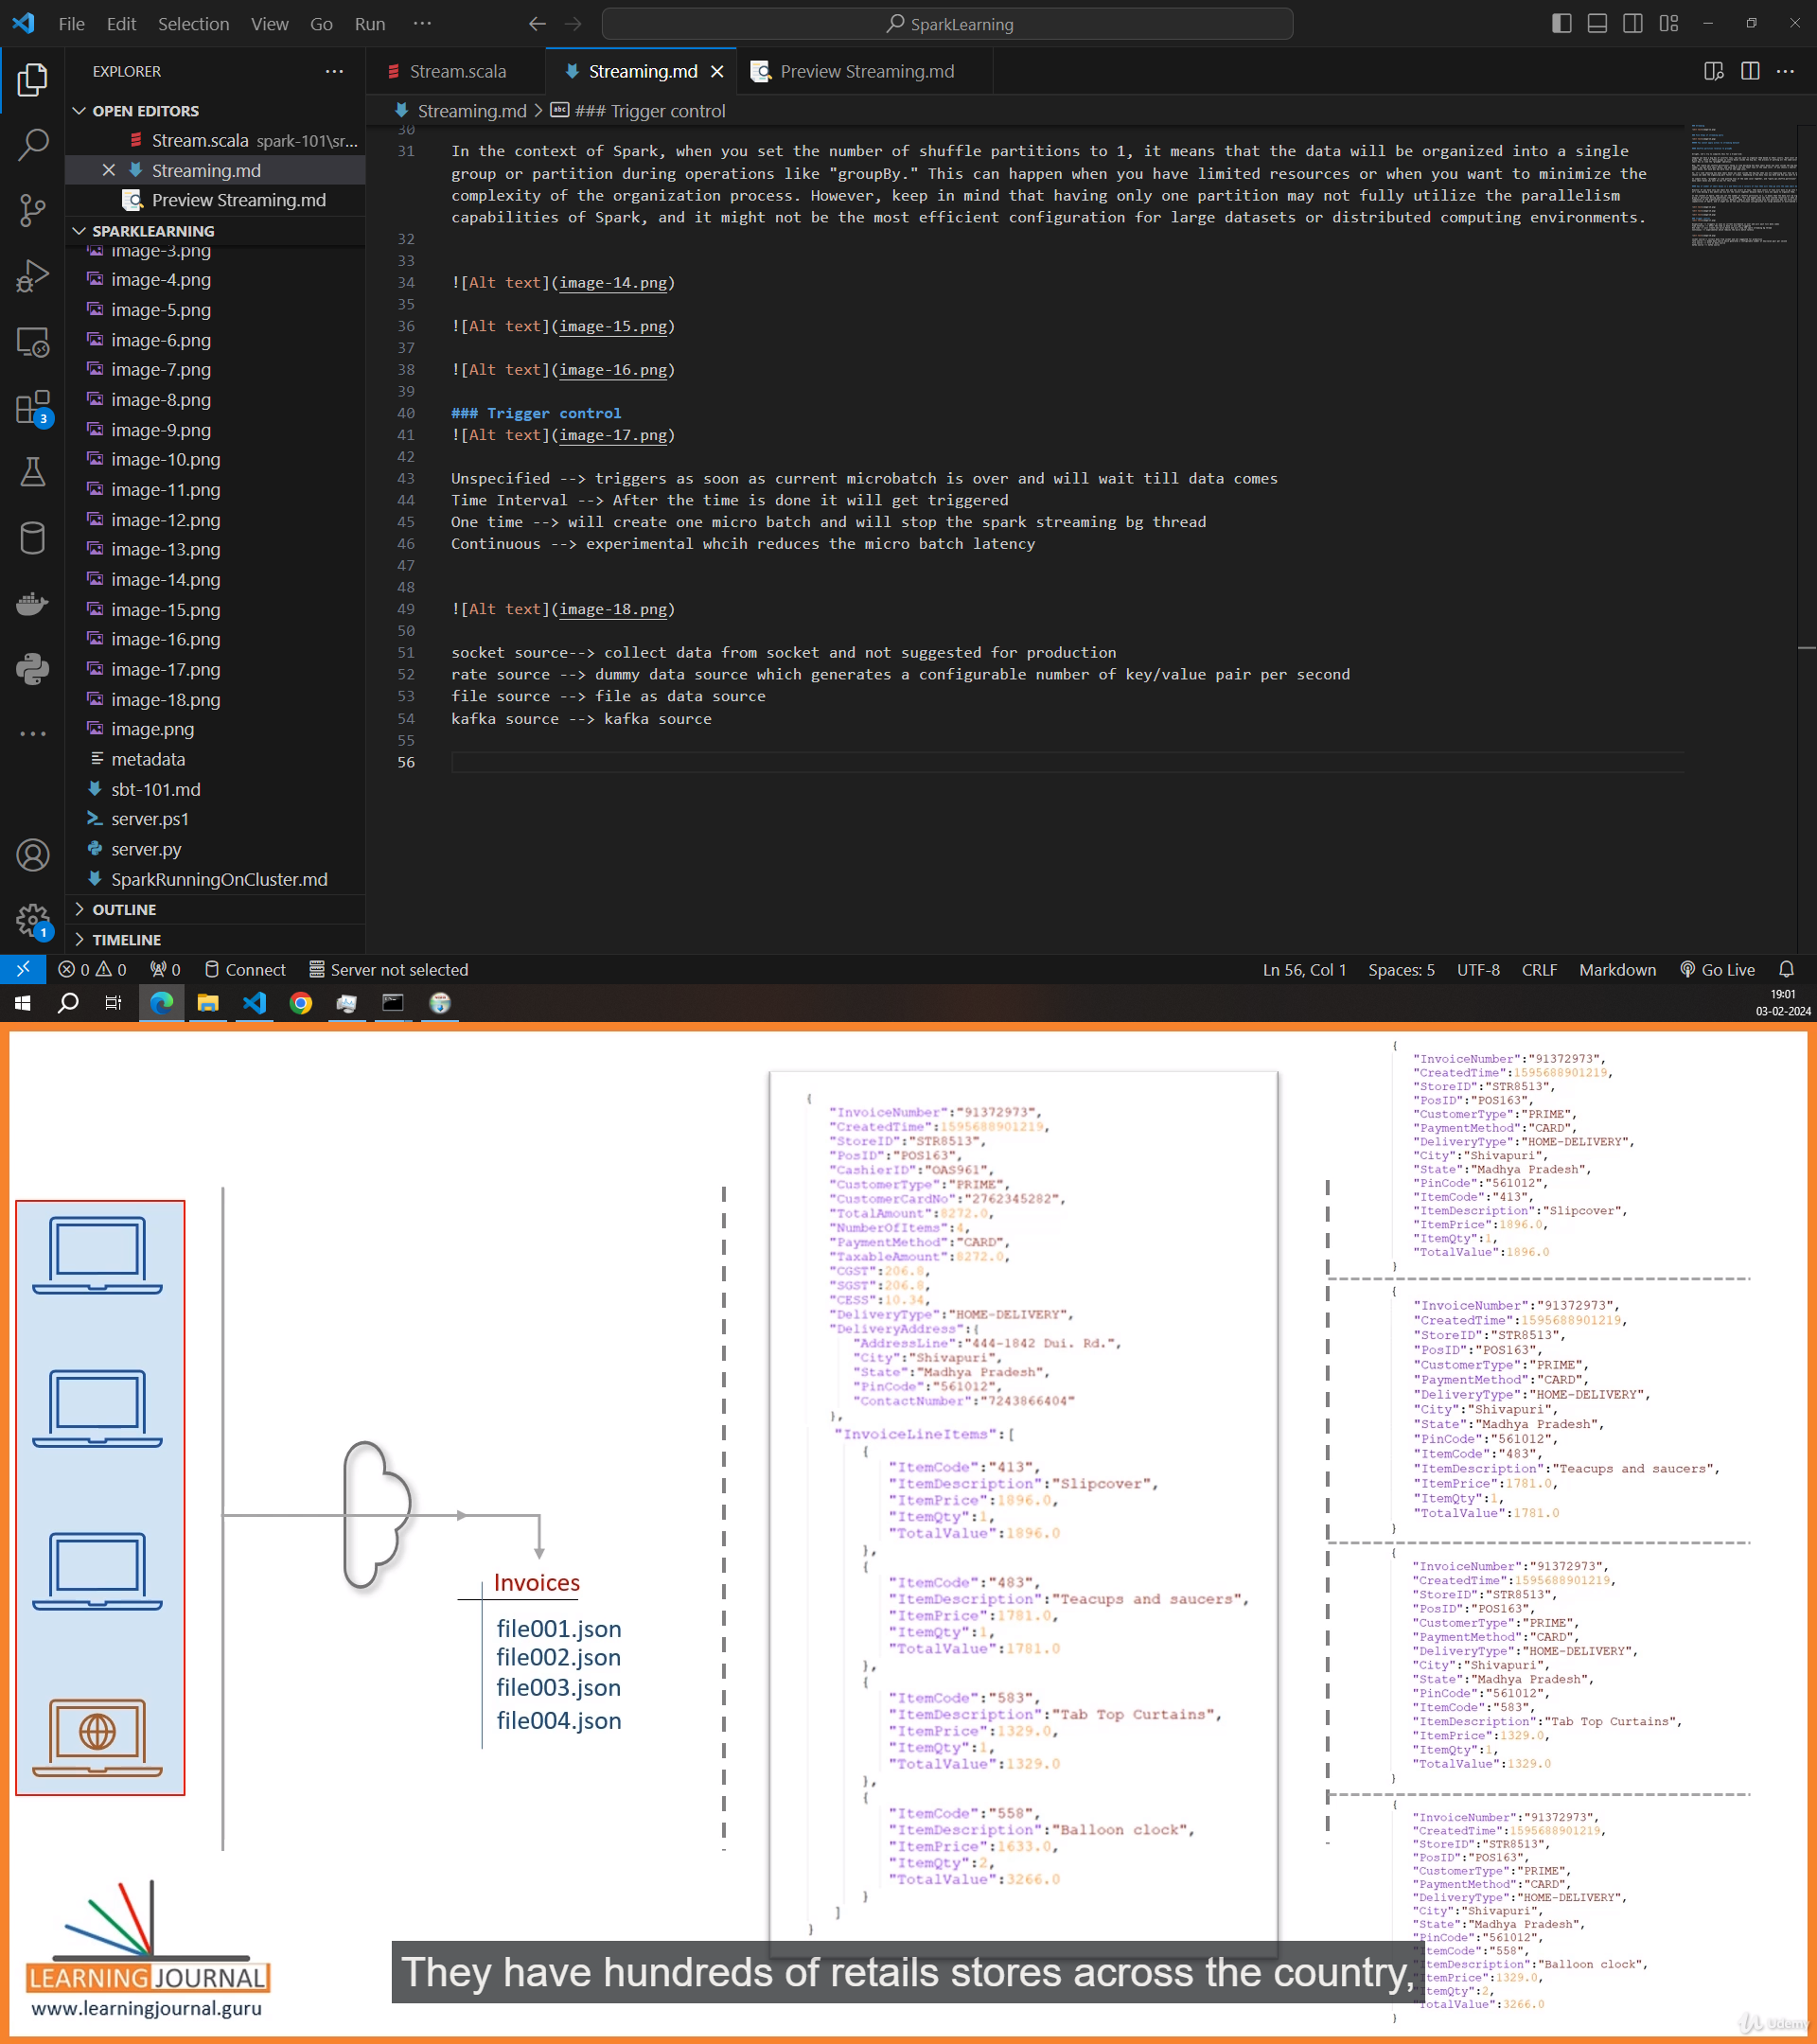 File Edit Selection View Go Run ···
SparkLearning
EXPLORER
OPEN EDITORS
Stream.scala spark-101\sr...
Streaming.md
Preview Streaming.md
SPARKLEARNING
image-3.png
image-4.png
image-5.png
image-6.png
image-7.png
image-8.png
image-9.png
image-10.png
image-11.png
image-12.png
image-13.png
image-14.png
image-15.png
image-16.png
image-17.png
image-18.png
image.png
metadata
sbt-101.md
server.ps1
server.py
SparkRunningOnCluster.md
OUTLINE
TIMELINE
3
1
Stream.scala
Streaming.md
Preview Streaming.md
Streaming.md > ### Trigger control
30
31 In the context of Spark, when you set the number of shuffle partitions to 1, it means that the data will be organized into a single
group or partition during operations like "groupBy." This can happen when you have limited resources or when you want to minimize the
complexity of the organization process. However, keep in mind that having only one partition may not fully utilize the parallelism
capabilities of Spark, and it might not be the most efficient configuration for large datasets or distributed computing environments.
32
33
34 ![Alt text](image-14.png)
35
36 ![Alt text](image-15.png)
37
38 ![Alt text](image-16.png)
39
40 ### Trigger control
41 ![Alt text](image-17.png)
42
43 Unspecified --> triggers as soon as current microbatch is over and will wait till data comes
44 Time Interval --> After the time is done it will get triggered
45 One time --> will create one micro batch and will stop the spark streaming bg thread
46 Continuous --> experimental whcih reduces the micro batch latency
47
48
49 ![Alt text](image-18.png)
50
51 socket source--> collect data from socket and not suggested for production
52 rate source --> dummy data source which generates a configurable number of key/value pair per second
53 file source --> file as data source
54 kafka source --> kafka source
55
56
0 0 0 Connect Server not selected
Ln 56, Col 1 Spaces: 5 UTF-8 CRLF Markdown Go Live
19:01
03-02-2024
Invoices
file001.json
file002.json
file003.json
file004.json
{
"InvoiceNumber":"91372973",
"CreatedTime":1595688901219,
"StoreID":"STR8513",
"PosID":"POS163",
"CashierID":"OAS961",
"CustomerType":"PRIME",
"CustomerCardNo":"2762345282",
"TotalAmount":8272.0,
"NumberOfItems":4,
"PaymentMethod":"CARD",
"TaxableAmount":8272.0,
"CGST":206.8,
"SGST":206.8,
"CESS":10.34,
"DeliveryType":"HOME-DELIVERY",
"DeliveryAddress":{
"AddressLine":"444-1842 Dui. Rd.",
"City":"Shivapuri",
"State":"Madhya Pradesh",
"PinCode":"561012",
"ContactNumber":"7243866404"
},
"InvoiceLineItems":[
{
"ItemCode":"413",
"ItemDescription":"Slipcover",
"ItemPrice":1896.0,
"ItemQty":1,
"TotalValue":1896.0
},
{
"ItemCode":"483",
"ItemDescription":"Teacups and saucers",
"ItemPrice":1781.0,
"ItemQty":1,
"TotalValue":1781.0
},
{
"ItemCode":"583",
"ItemDescription":"Tab Top Curtains",
"ItemPrice":1329.0,
"ItemQty":1,
"TotalValue":1329.0
},
{
"ItemCode":"558",
"ItemDescription":"Balloon clock",
"ItemPrice":1633.0,
"ItemQty":2,
"TotalValue":3266.0
}
]
}
{
"InvoiceNumber":"91372973",
"CreatedTime":1595688901219,
"StoreID":"STR8513",
"PosID":"POS163",
"CustomerType":"PRIME",
"PaymentMethod":"CARD",
"DeliveryType":"HOME-DELIVERY",
"City":"Shivapuri",
"State":"Madhya Pradesh",
"PinCode":"561012",
"ItemCode":"413",
"ItemDescription":"Slipcover",
"ItemPrice":1896.0,
"ItemQty":1,
"TotalValue":1896.0
}
{
"InvoiceNumber":"91372973",
"CreatedTime":1595688901219,
"StoreID":"STR8513",
"PosID":"POS163",
"CustomerType":"PRIME",
"PaymentMethod":"CARD",
"DeliveryType":"HOME-DELIVERY",
"City":"Shivapuri",
"State":"Madhya Pradesh",
"PinCode":"561012",
"ItemCode":"483",
"ItemDescription":"Teacups and saucers",
"ItemPrice":1781.0,
"ItemQty":1,
"TotalValue":1781.0
}
{
"InvoiceNumber":"91372973",
"CreatedTime":1595688901219,
"StoreID":"STR8513",
"PosID":"POS163",
"CustomerType":"PRIME",
"PaymentMethod":"CARD",
"DeliveryType":"HOME-DELIVERY",
"City":"Shivapuri",
"State":"Madhya Pradesh",
"PinCode":"561012",
"ItemCode":"583",
"ItemDescription":"Tab Top Curtains",
"ItemPrice":1329.0,
"ItemQty":1,
"TotalValue":1329.0
}
{
"InvoiceNumber":"91372973",
"CreatedTime":1595688901219,
"StoreID":"STR8513",
"PosID":"POS163",
"CustomerType":"PRIME",
"PaymentMethod":"CARD",
"DeliveryType":"HOME-DELIVERY",
"City":"Shivapuri",
"State":"Madhya Pradesh",
"PinCode":"561012",
temCode":"558",
temDescription":"Balloon clock",
temPrice":1329.0,
temQty":2,
TotalValue":3266.0
}
They have hundreds of retails stores across the country,
LEARNING JOURNAL
www.learningjournal.guru
Udemy